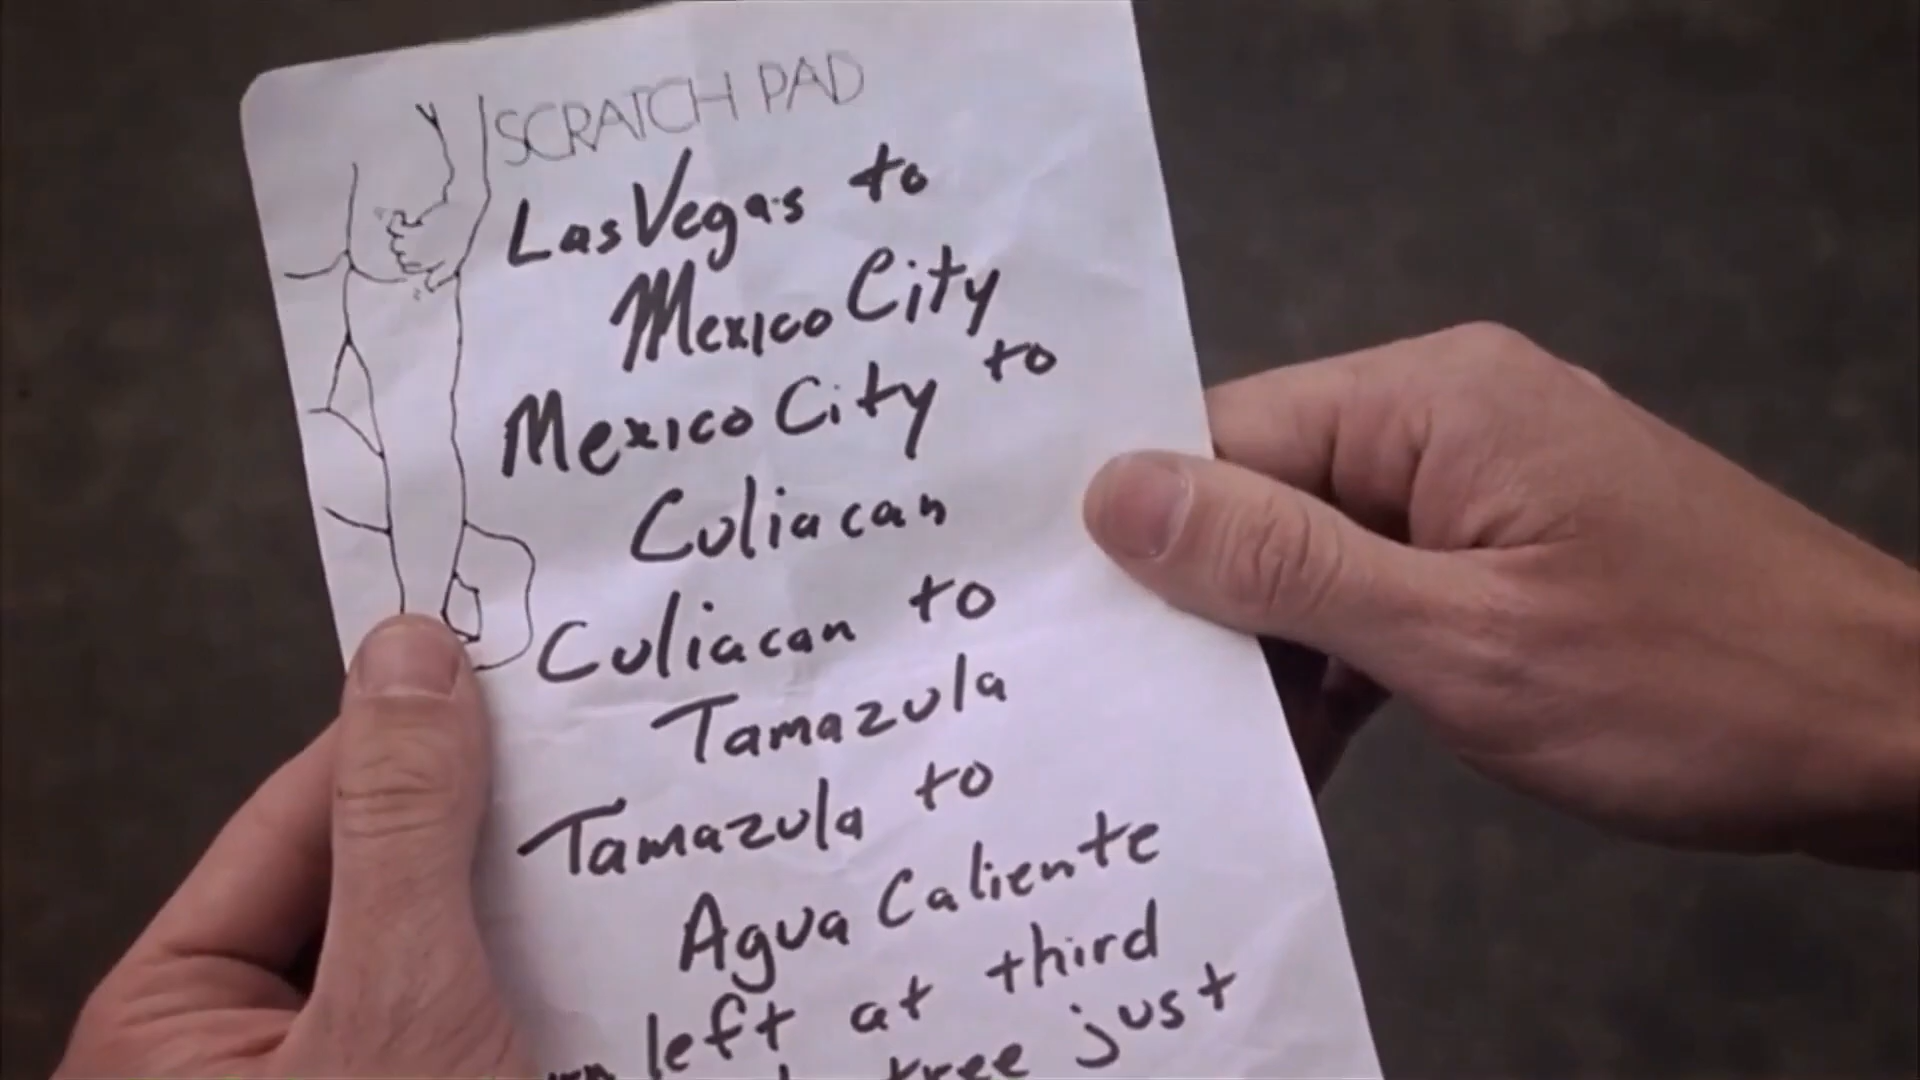 SCRATCH PAD
Las Vegas to
Mexico City
Mexico City to
Culiacan
Culiacan to
Tamazula
Tamazula to
Agua Caliente
left at third
tree just